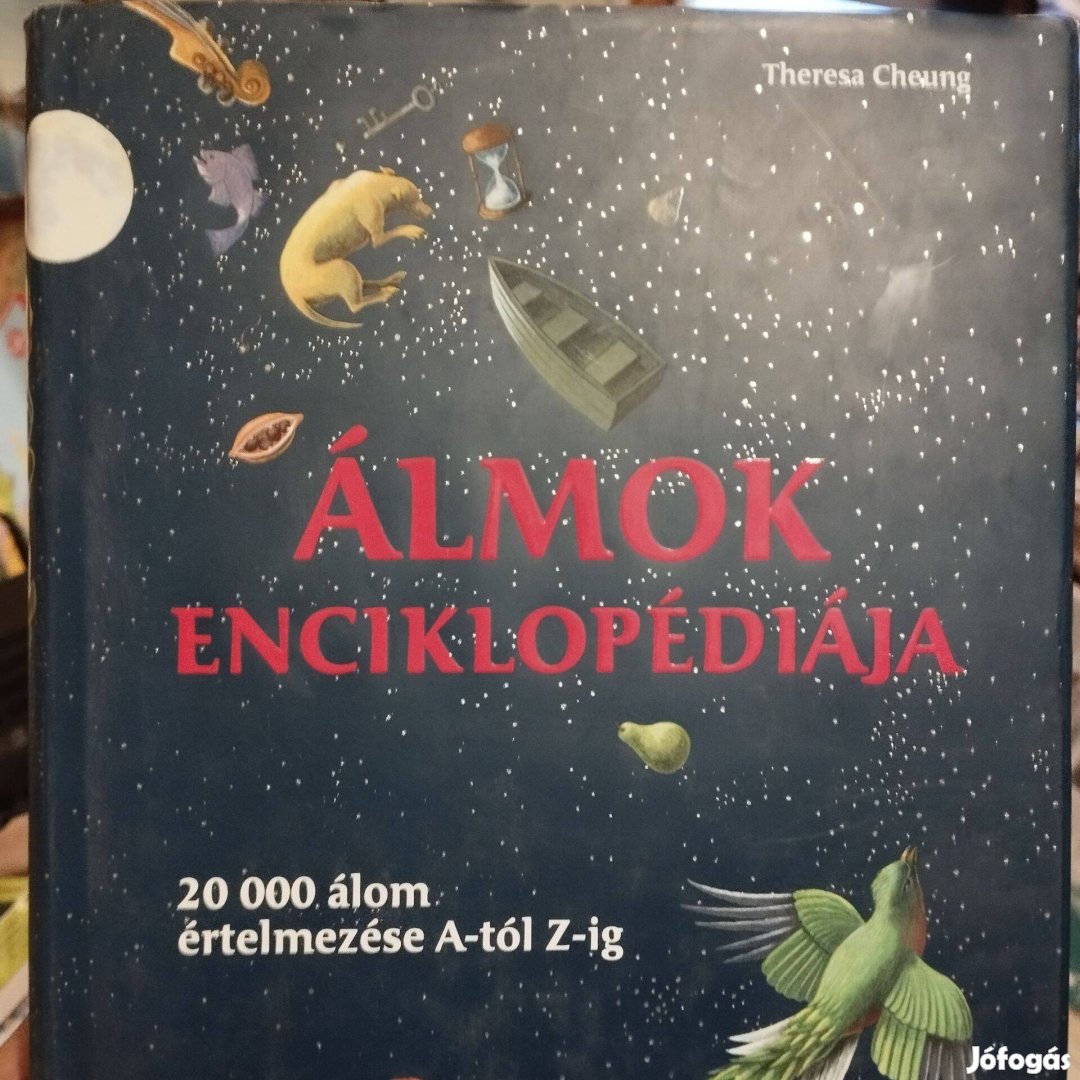 Theresa Cheung
ÁLMOK
ENCIKLOPÉDIÁJA
20 000 álom
értelmezése A-tól Z-ig
Jófogás